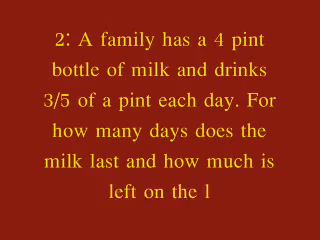 2: A family has a 4 pint
bottle of milk and drinks
3/5 of a pint each day. For
how many days does the
milk last and how much is
left on the l